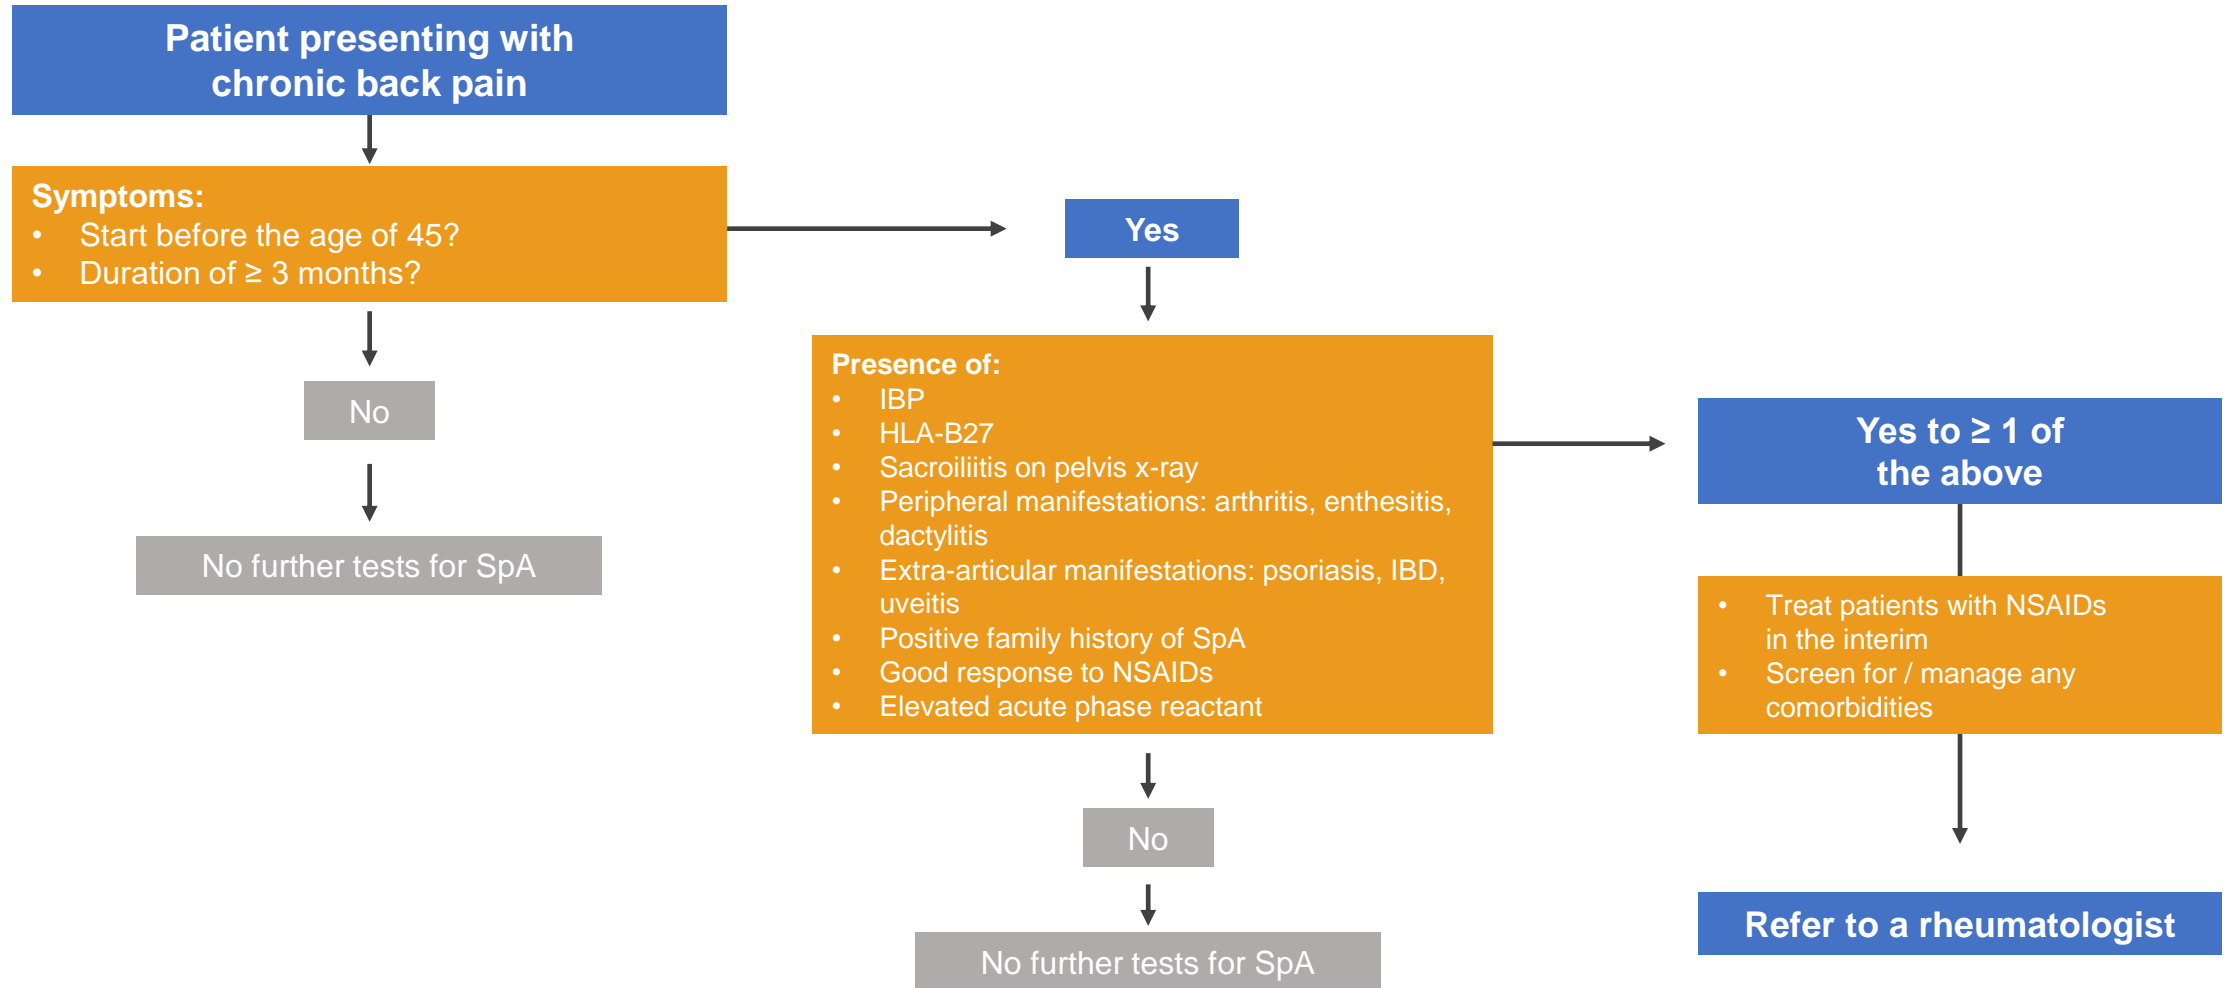 Patient presenting with
chronic back pain
Symptoms:
• Start before the age of 45?
• Duration of ≥ 3 months?
No
No further tests for SpA
Yes
Presence of:
• IBP
• HLA-B27
• Sacroiliitis on pelvis x-ray
• Peripheral manifestations: arthritis, enthesitis,
dactylitis
• Extra-articular manifestations: psoriasis, IBD,
uveitis
• Positive family history of SpA
• Good response to NSAIDs
• Elevated acute phase reactant
No
No further tests for SpA
Yes to ≥ 1 of
the above
• Treat patients with NSAIDs
in the interim
• Screen for / manage any
comorbidities
Refer to a rheumatologist